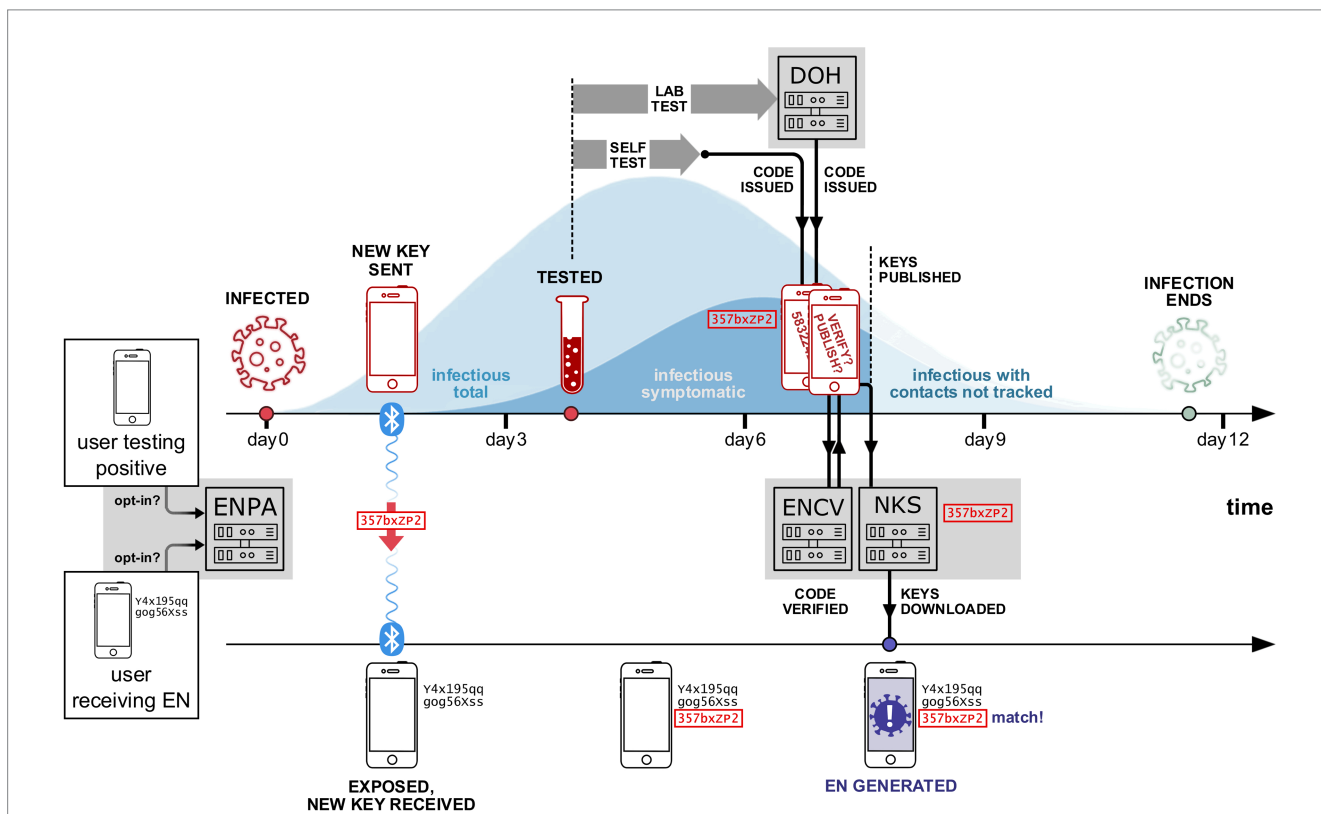 DOH
LAB
TEST
SELF
TEST
CODE
ISSUED
CODE
ISSUED
NEW KEY
SENT
TESTED
KEYS
PUBLISHED
INFECTED
INFECTION
ENDS
357bxZP2
VERIFY?
PUBLISH?
infectious
total
infectious
symptomatic
infectious with
contacts not tracked
day0
day3
day6
day9
day12
user testing
positive
opt-in?
ENPA
opt-in?
357bxZP2
ENCV
NKS
357bxZP2
time
CODE
VERIFIED
KEYS
DOWNLOADED
Y4x195qq
gog56Xss
user
receiving EN
Y4x195qq
gog56Xss
Y4x195qq
gog56Xss
357bxZP2
Y4x195qq
gog56Xss
357bxZP2 match!
EXPOSED,
NEW KEY RECEIVED
EN GENERATED